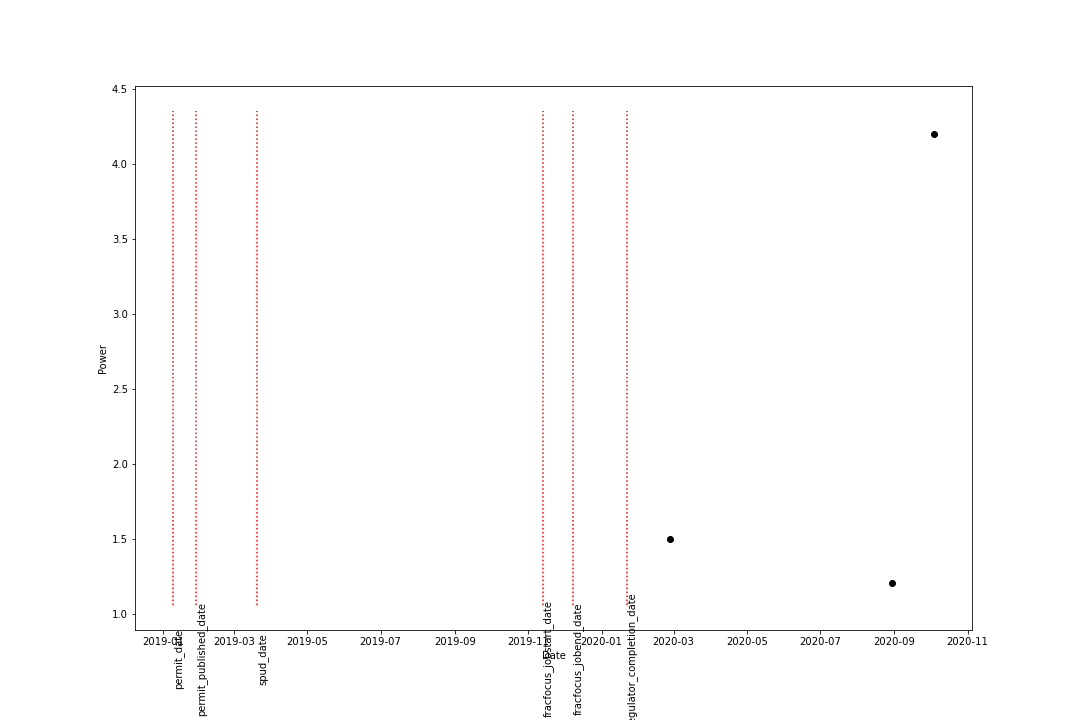 4.5
4.0
3.5
3.0
2.5
2.0
1.5
1.0
Power
2019-03
2019-05
2019-07
2019-09
2019-11
2020-01
2020-03
2020-05
2020-07
2020-09
2020-11
Date
permit_date
permit_published_date
spud_date
fracfocus_jobstart_date
fracfocus_jobend_date
egulator_completion_date